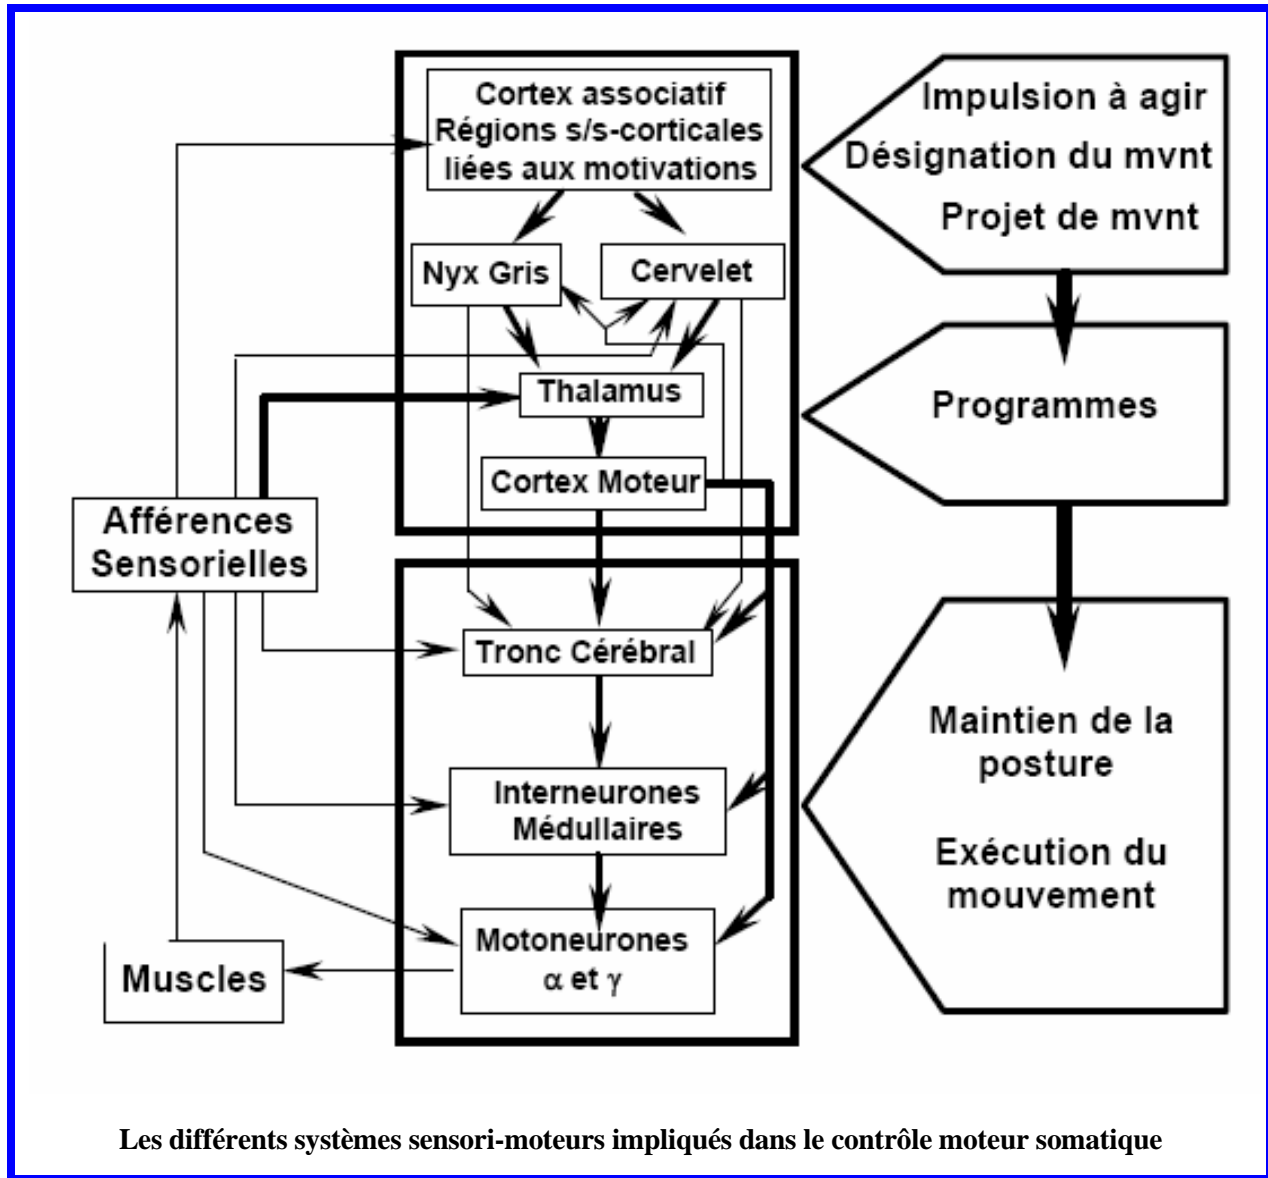 Cortex associatif
Régions s/s-corticales
liées aux motivations
Nyx Gris
Cervelet
Thalamus
Cortex Moteur
Afférences
Sensorielles
Tronc Cérébral
Interneurones
Médullaires
Motoneurones
α et γ
Muscles
Impulsion à agir
Désignation du mvnt
Projet de mvnt
Programmes
Maintien de la
posture
Exécution du
mouvement
Les différents systèmes sensori-moteurs impliqués dans le contrôle moteur somatique